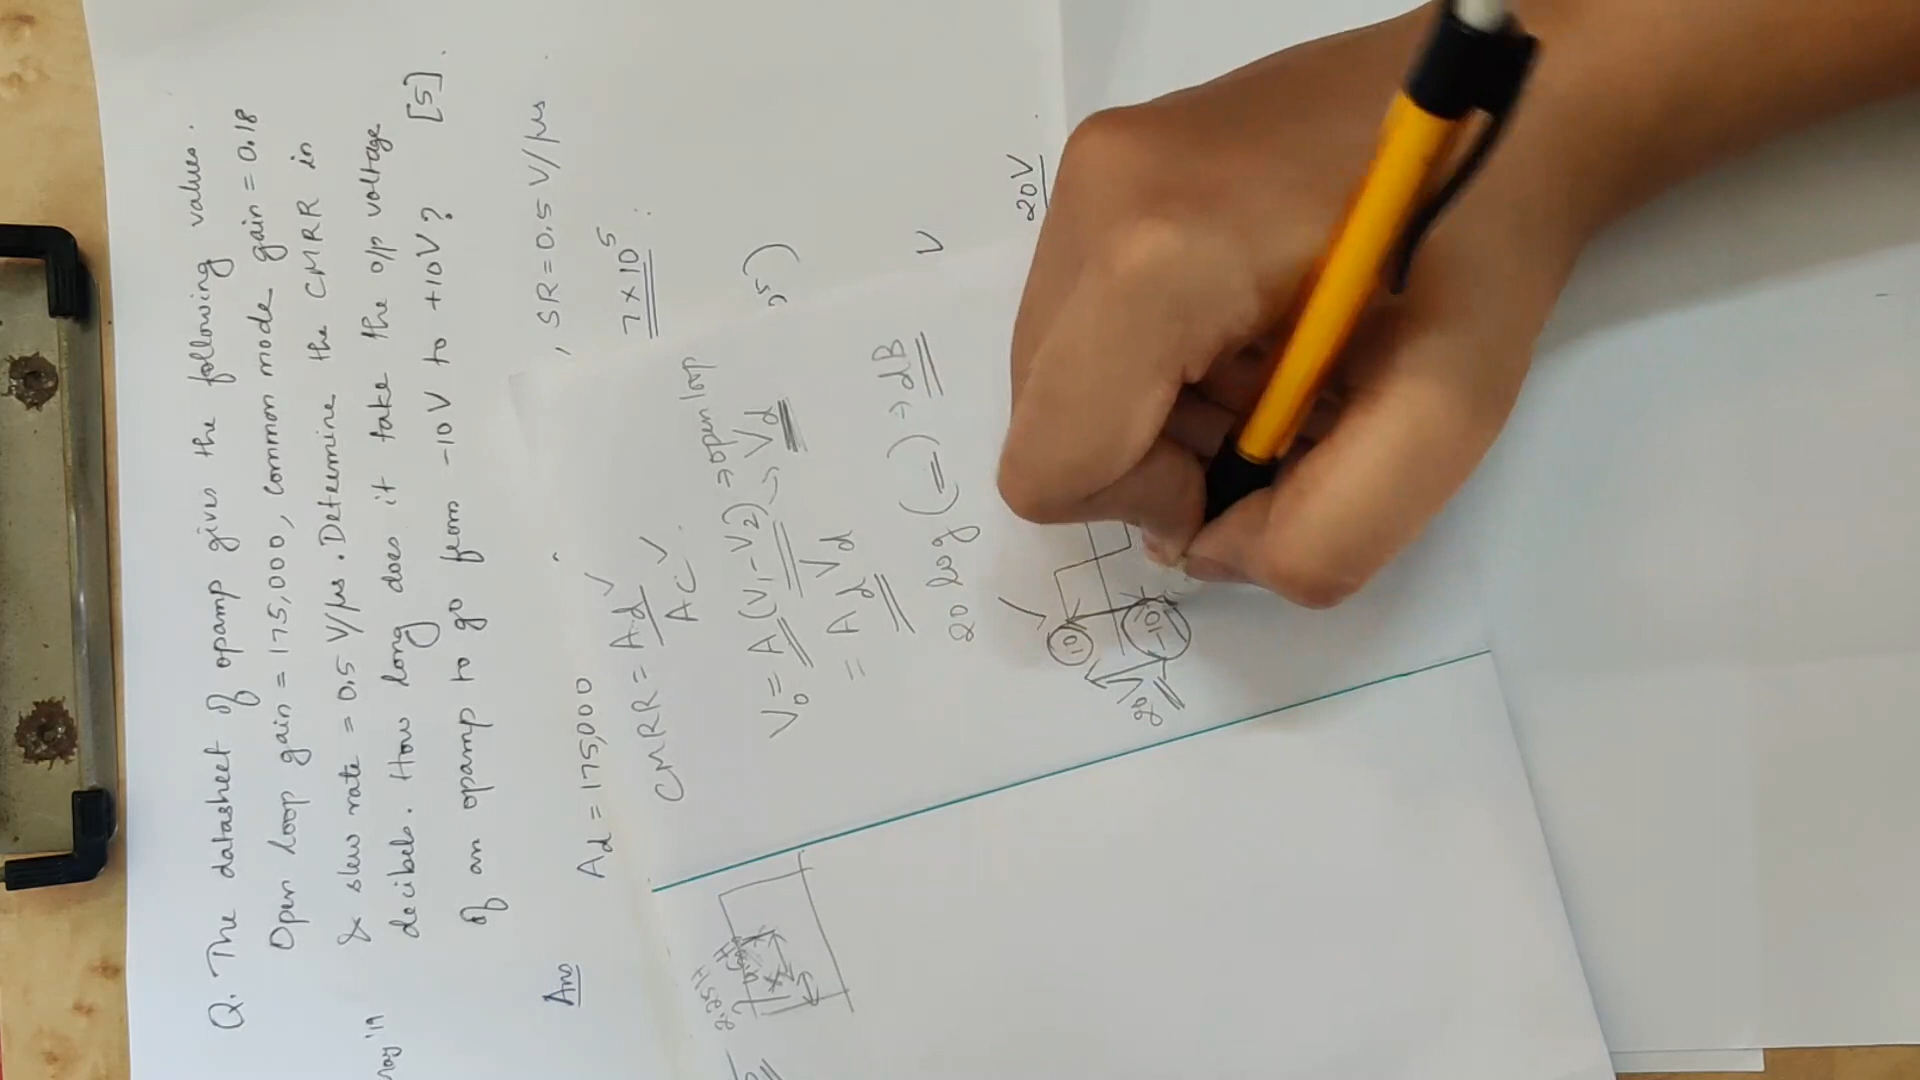 Q. The datasheet of opamp gives the following values.
Open loop gain = 175,000, common mode gain = 0.18
& slew rate = 0.5 V/μs. Determine the CMRR in
decibels. How long does it take the o/p voltage
of an opamp to go from -10V to +10V? [5].
Ans
Ad = 175,000 , SR = 0.5 V/μs
7 × 10⁵
CMRR = Ad / Ac
V₀ = A(V₁-V₂) → open loop
Vd
= Ad Vd
⁵)
20 log (=) → dB
V
20V
10
-10
20V